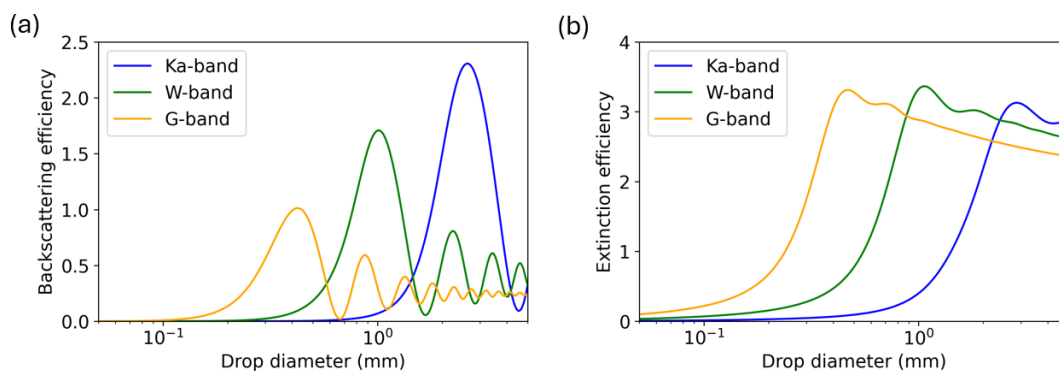 (a)
2.5
2.0
1.5
1.0
0.5
0.0
Backscattering efficiency
Ka-band
W-band
G-band
10⁻¹
10⁰
Drop diameter (mm)
(b)
4
3
2
1
0
Extinction efficiency
Ka-band
W-band
G-band
10⁻¹
10⁰
Drop diameter (mm)